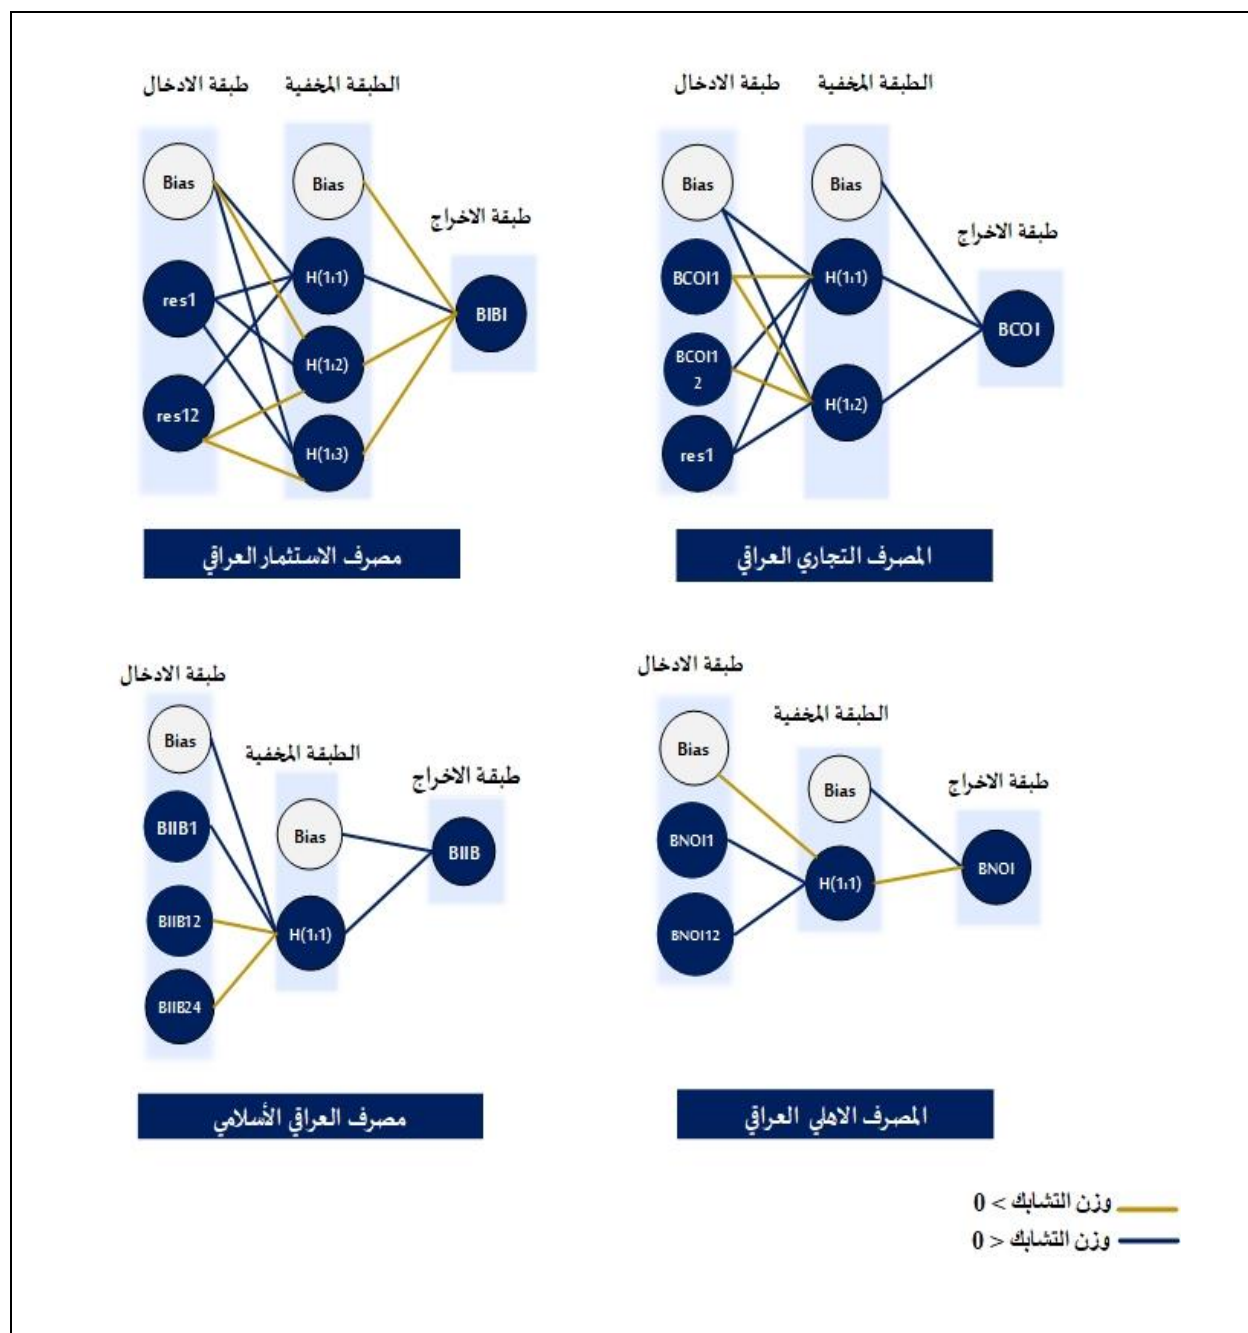 طبقة الادخال
الطبقة المخفية
Bias
res1
res12
Bias
H(1:1)
H(1:2)
H(1:3)
طبقة الاخراج
BIBI
مصرف الاستثمار العراقي
طبقة الادخال
الطبقة المخفية
Bias
BCOI1
BCOI1
2
res1
Bias
H(1:1)
H(1:2)
طبقة الاخراج
BCOI
المصرف التجاري العراقي
طبقة الادخال
Bias
BIIB1
BIIB12
BIIB24
الطبقة المخفية
Bias
H(1:1)
طبقة الاخراج
BIIB
مصرف العراقي الأسلامي
طبقة الادخال
Bias
BNOI1
BNOI12
الطبقة المخفية
Bias
H(1:1)
طبقة الاخراج
BNOI
المصرف الاهلي العراقي
وزن التشابك > 0
وزن التشابك < 0